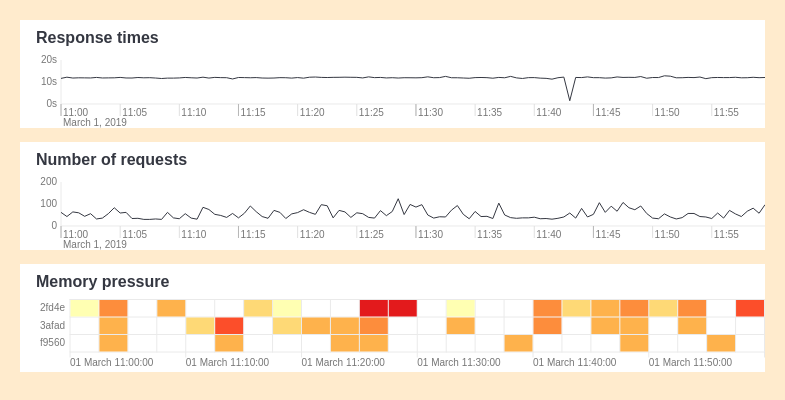 Response times
20s
10s
0s
11:00 11:05 11:10 11:15 11:20 11:25 11:30 11:35 11:40 11:45 11:50 11:55
March 1, 2019
Number of requests
200
100
0
11:00 11:05 11:10 11:15 11:20 11:25 11:30 11:35 11:40 11:45 11:50 11:55
March 1, 2019
Memory pressure
2fd4e
3afad
f9560
01 March 11:00:00 01 March 11:10:00 01 March 11:20:00 01 March 11:30:00 01 March 11:40:00 01 March 11:50:00